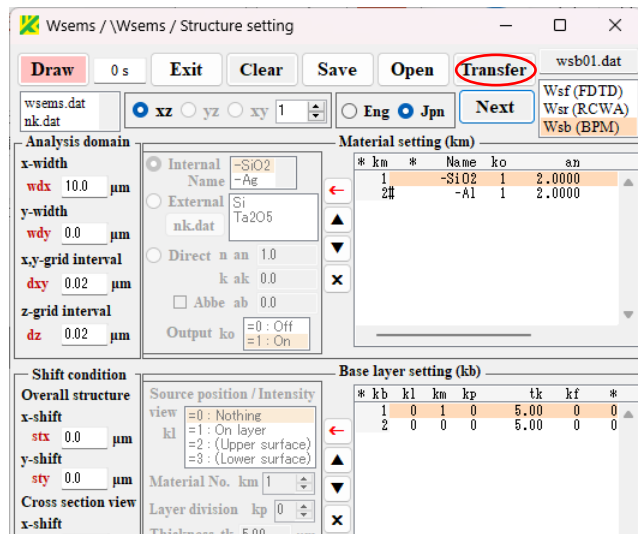 Wsems / \Wsems / Structure setting
Draw 0 s Exit Clear Save Open Transfer wsb01.dat
wsems.dat
nk.dat
xz yz xy 1 Eng Jpn Next
Wsf (FDTD)
Wsr (RCWA)
Wsb (BPM)
Analysis domain
x-width
wdx 10.0 μm
y-width
wdy 0.0 μm
x,y-grid interval
dxy 0.02 μm
z-grid interval
dz 0.02 μm
Internal Name
-SiO2
-Ag
External
nk.dat
Si
Ta2O5
Direct n an 1.0
k ak 0.0
Abbe ab 0.0
Output ko
=0 : Off
=1 : On
Material setting (km)
* km * Name ko an
1 -SiO2 1 2.0000
2# -Al 1 2.0000
Shift condition
Overall structure
x-shift
stx 0.0 μm
y-shift
sty 0.0 μm
Cross section view
x-shift
Source position / Intensity
view
kl
=0 : Nothing
=1 : On layer
=2 : (Upper surface)
=3 : (Lower surface)
Material No. km 1
Layer division kp 0
Thickness tk 5.00
Base layer setting (kb)
* kb kl km kp tk kf *
1 0 1 0 5.00 0 0
2 0 0 0 5.00 0 0